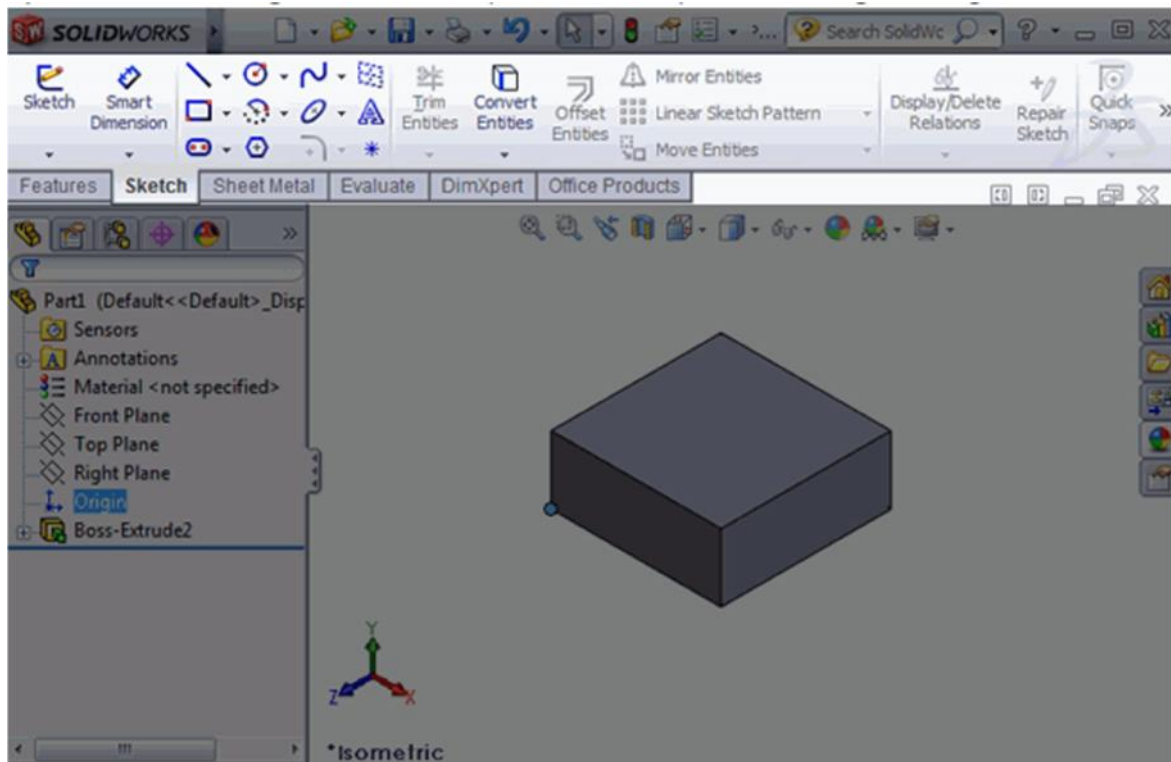 SW SOLIDWORKS Search SolidWc ?
Sketch Smart Dimension Trim Entities Convert Entities Offset Entities
Mirror Entities
Linear Sketch Pattern
Move Entities
Display/Delete Relations Repair Sketch Quick Snaps
Features Sketch Sheet Metal Evaluate DimXpert Office Products
Part1 (Default<<Default>_Disp
Sensors
A Annotations
Material <not specified>
Front Plane
Top Plane
Right Plane
Origin
Boss-Extrude2
Y
Z X
*Isometric